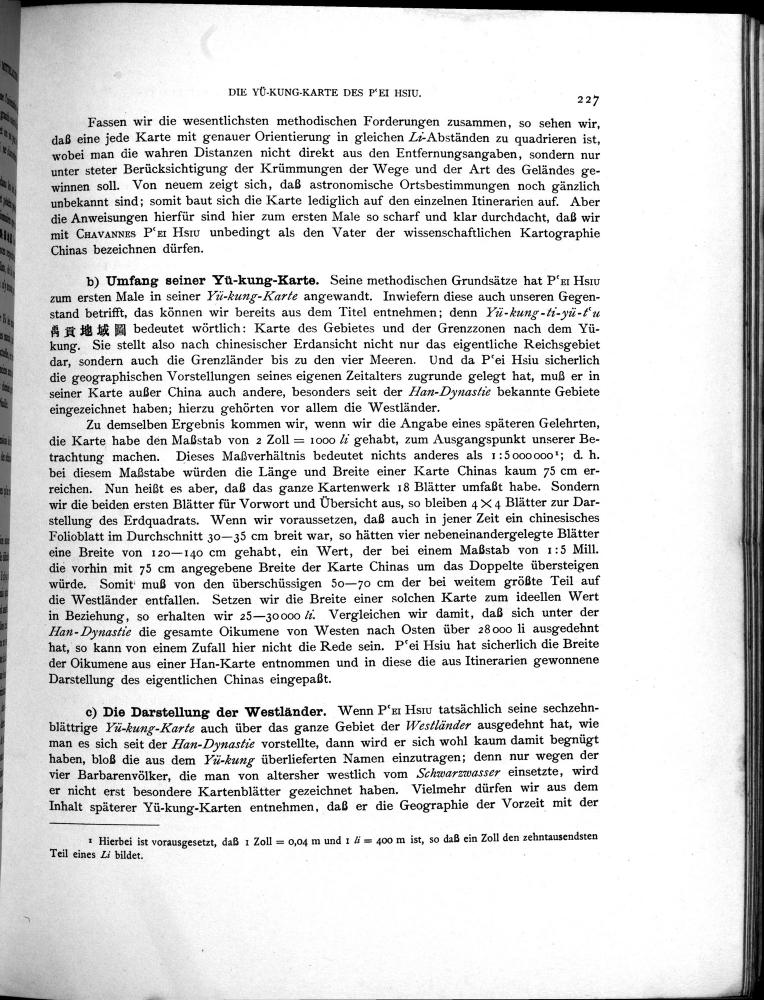 DIE YÜ-KUNG-KARTE DES PʻEI HSIU.
227
Fassen wir die wesentlichsten methodischen Forderungen zusammen, so sehen wir,
daß eine jede Karte mit genauer Orientierung in gleichen Li-Abständen zu quadrieren ist,
wobei man die wahren Distanzen nicht direkt aus den Entfernungsangaben, sondern nur
unter steter Berücksichtigung der Krümmungen der Wege und der Art des Geländes ge-
winnen soll. Von neuem zeigt sich, daß astronomische Ortsbestimmungen noch gänzlich
unbekannt sind; somit baut sich die Karte lediglich auf den einzelnen Itinerarien auf. Aber
die Anweisungen hierfür sind hier zum ersten Male so scharf und klar durchdacht, daß wir
mit CHAVANNES PʻEI HSIU unbedingt als den Vater der wissenschaftlichen Kartographie
Chinas bezeichnen dürfen.
b) Umfang seiner Yü-kung-Karte. Seine methodischen Grundsätze hat PʻEI HSIU
zum ersten Male in seiner Yü-kung-Karte angewandt. Inwiefern diese auch unseren Gegen-
stand betrifft, das können wir bereits aus dem Titel entnehmen; denn Yü-kung-ti-yü-tʻu
禹貢地域圖 bedeutet wörtlich: Karte des Gebietes und der Grenzzonen nach dem Yü-
kung. Sie stellt also nach chinesischer Erdansicht nicht nur das eigentliche Reichsgebiet
dar, sondern auch die Grenzländer bis zu den vier Meeren. Und da Pʻei Hsiu sicherlich
die geographischen Vorstellungen seines eigenen Zeitalters zugrunde gelegt hat, muß er in
seiner Karte außer China auch andere, besonders seit der Han-Dynastie bekannte Gebiete
eingezeichnet haben; hierzu gehörten vor allem die Westländer.
Zu demselben Ergebnis kommen wir, wenn wir die Angabe eines späteren Gelehrten,
die Karte habe den Maßstab von 2 Zoll = 1000 li gehabt, zum Ausgangspunkt unserer Be-
trachtung machen. Dieses Maßverhältnis bedeutet nichts anderes als 1:5000000¹; d. h.
bei diesem Maßstabe würden die Länge und Breite einer Karte Chinas kaum 75 cm er-
reichen. Nun heißt es aber, daß das ganze Kartenwerk 18 Blätter umfaßt habe. Sondern
wir die beiden ersten Blätter für Vorwort und Übersicht aus, so bleiben 4 × 4 Blätter zur Dar-
stellung des Erdquadrats. Wenn wir voraussetzen, daß auch in jener Zeit ein chinesisches
Folioblatt im Durchschnitt 30—35 cm breit war, so hätten vier nebeneinandergelegte Blätter
eine Breite von 120—140 cm gehabt, ein Wert, der bei einem Maßstab von 1:5 Mill.
die vorhin mit 75 cm angegebene Breite der Karte Chinas um das Doppelte übersteigen
würde. Somit muß von den überschüssigen 50—70 cm der bei weitem größte Teil auf
die Westländer entfallen. Setzen wir die Breite einer solchen Karte zum ideellen Wert
in Beziehung, so erhalten wir 25—30000 li. Vergleichen wir damit, daß sich unter der
Han-Dynastie die gesamte Oikumene von Westen nach Osten über 28000 li ausgedehnt
hat, so kann von einem Zufall hier nicht die Rede sein. Pʻei Hsiu hat sicherlich die Breite
der Oikumene aus einer Han-Karte entnommen und in diese die aus Itinerarien gewonnene
Darstellung des eigentlichen Chinas eingepaßt.
c) Die Darstellung der Westländer. Wenn PʻEI HSIU tatsächlich seine sechzehn-
blättrige Yü-kung-Karte auch über das ganze Gebiet der Westländer ausgedehnt hat, wie
man es sich seit der Han-Dynastie vorstellte, dann wird er sich wohl kaum damit begnügt
haben, bloß die aus dem Yü-kung überlieferten Namen einzutragen; denn nur wegen der
vier Barbarenvölker, die man von altersher westlich vom Schwarzwasser einsetzte, wird
er nicht erst besondere Kartenblätter gezeichnet haben. Vielmehr dürfen wir aus dem
Inhalt späterer Yü-kung-Karten entnehmen, daß er die Geographie der Vorzeit mit der
¹ Hierbei ist vorausgesetzt, daß 1 Zoll = 0,04 m und 1 li = 400 m ist, so daß ein Zoll den zehntausendsten
Teil eines Li bildet.